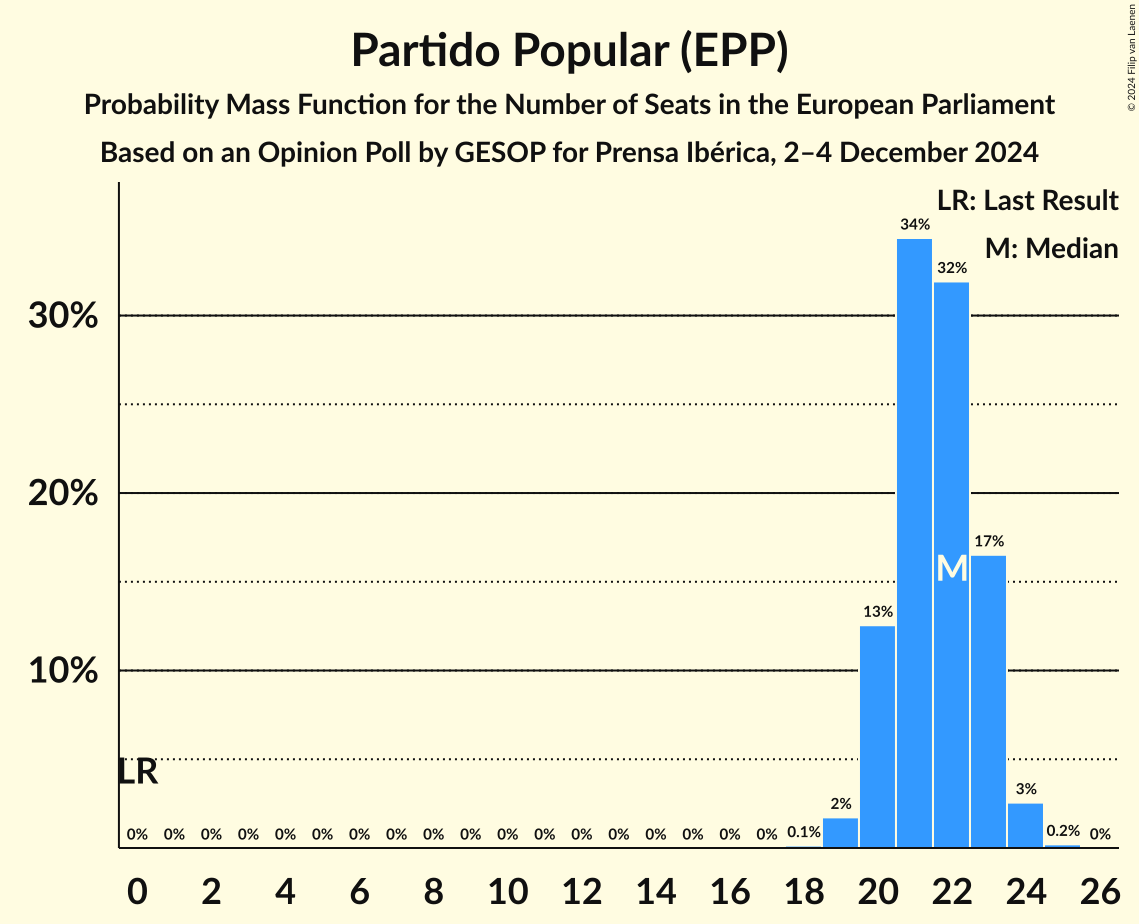 © 2024 Filip van Laenen
Partido Popular (EPP)
Probability Mass Function for the Number of Seats in the European Parliament
Based on an Opinion Poll by GESOP for Prensa Ibérica, 2–4 December 2024
LR: Last Result
M: Median
34%
32%
30%
20%
17%
M
13%
10%
LR
3%
2%
0% 0% 0% 0% 0% 0% 0% 0% 0% 0% 0% 0% 0% 0% 0% 0% 0% 0% 0.1% 0.2% 0%
0 2 4 6 8 10 12 14 16 18 20 22 24 26